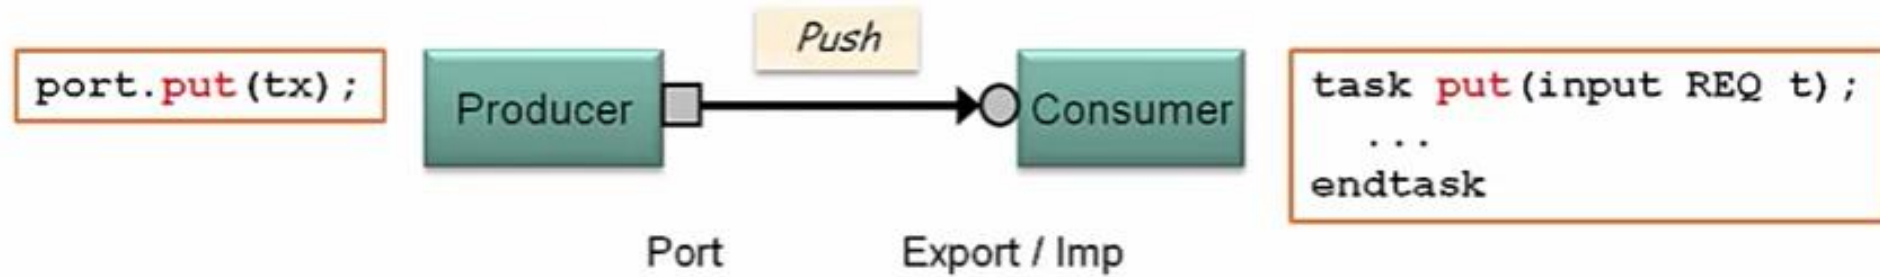 Push
port.put(tx);
Producer
Consumer
task put(input REQ t);
...
endtask
Port
Export / Imp